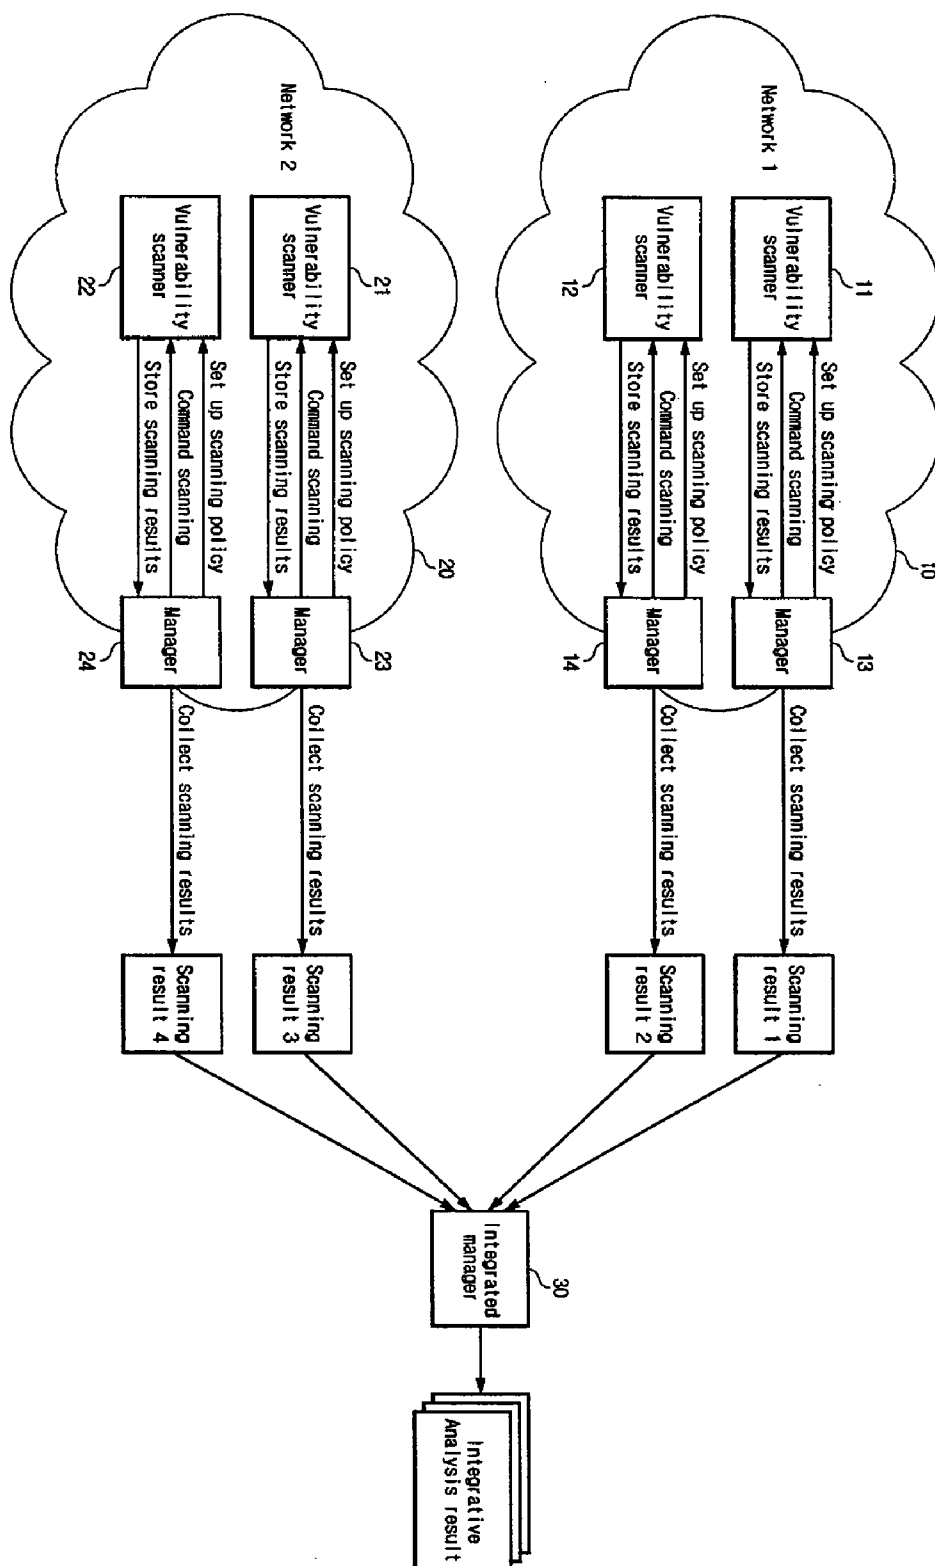 Network 1
Vulnerability
scanner
11
Set up scanning policy
Command scanning
Store scanning results
10
Manager
13
Collect scanning results
Scanning
result 1
Vulnerability
scanner
12
Set up scanning policy
Command scanning
Store scanning results
Manager
14
Collect scanning results
Scanning
result 2
Network 2
Vulnerability
scanner
21
Set up scanning policy
Command scanning
Store scanning results
20
Manager
23
Collect scanning results
Scanning
result 3
Vulnerability
scanner
22
Set up scanning policy
Command scanning
Store scanning results
Manager
24
Collect scanning results
Scanning
result 4
Integrated
manager
30
Integrative
Analysis result